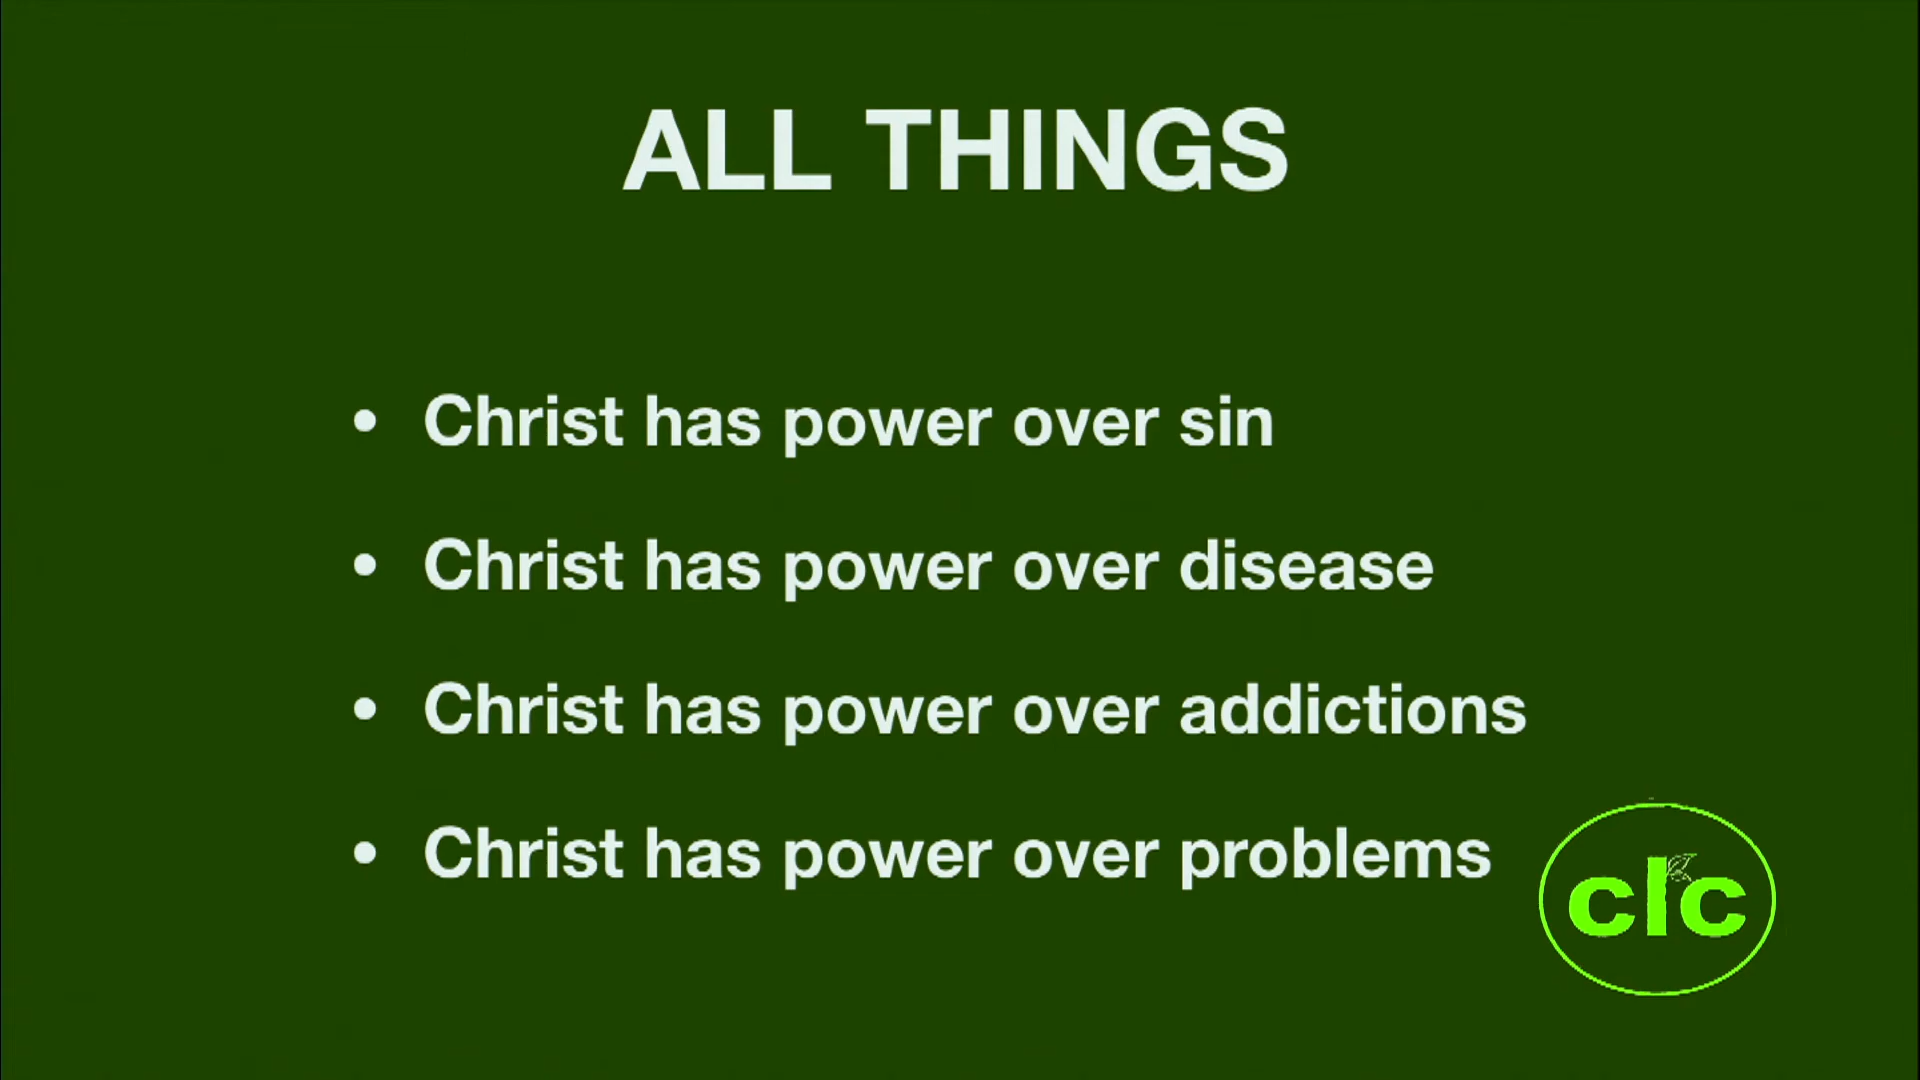 ALL THINGS
• Christ has power over sin
• Christ has power over disease
• Christ has power over addictions
• Christ has power over problems
clc